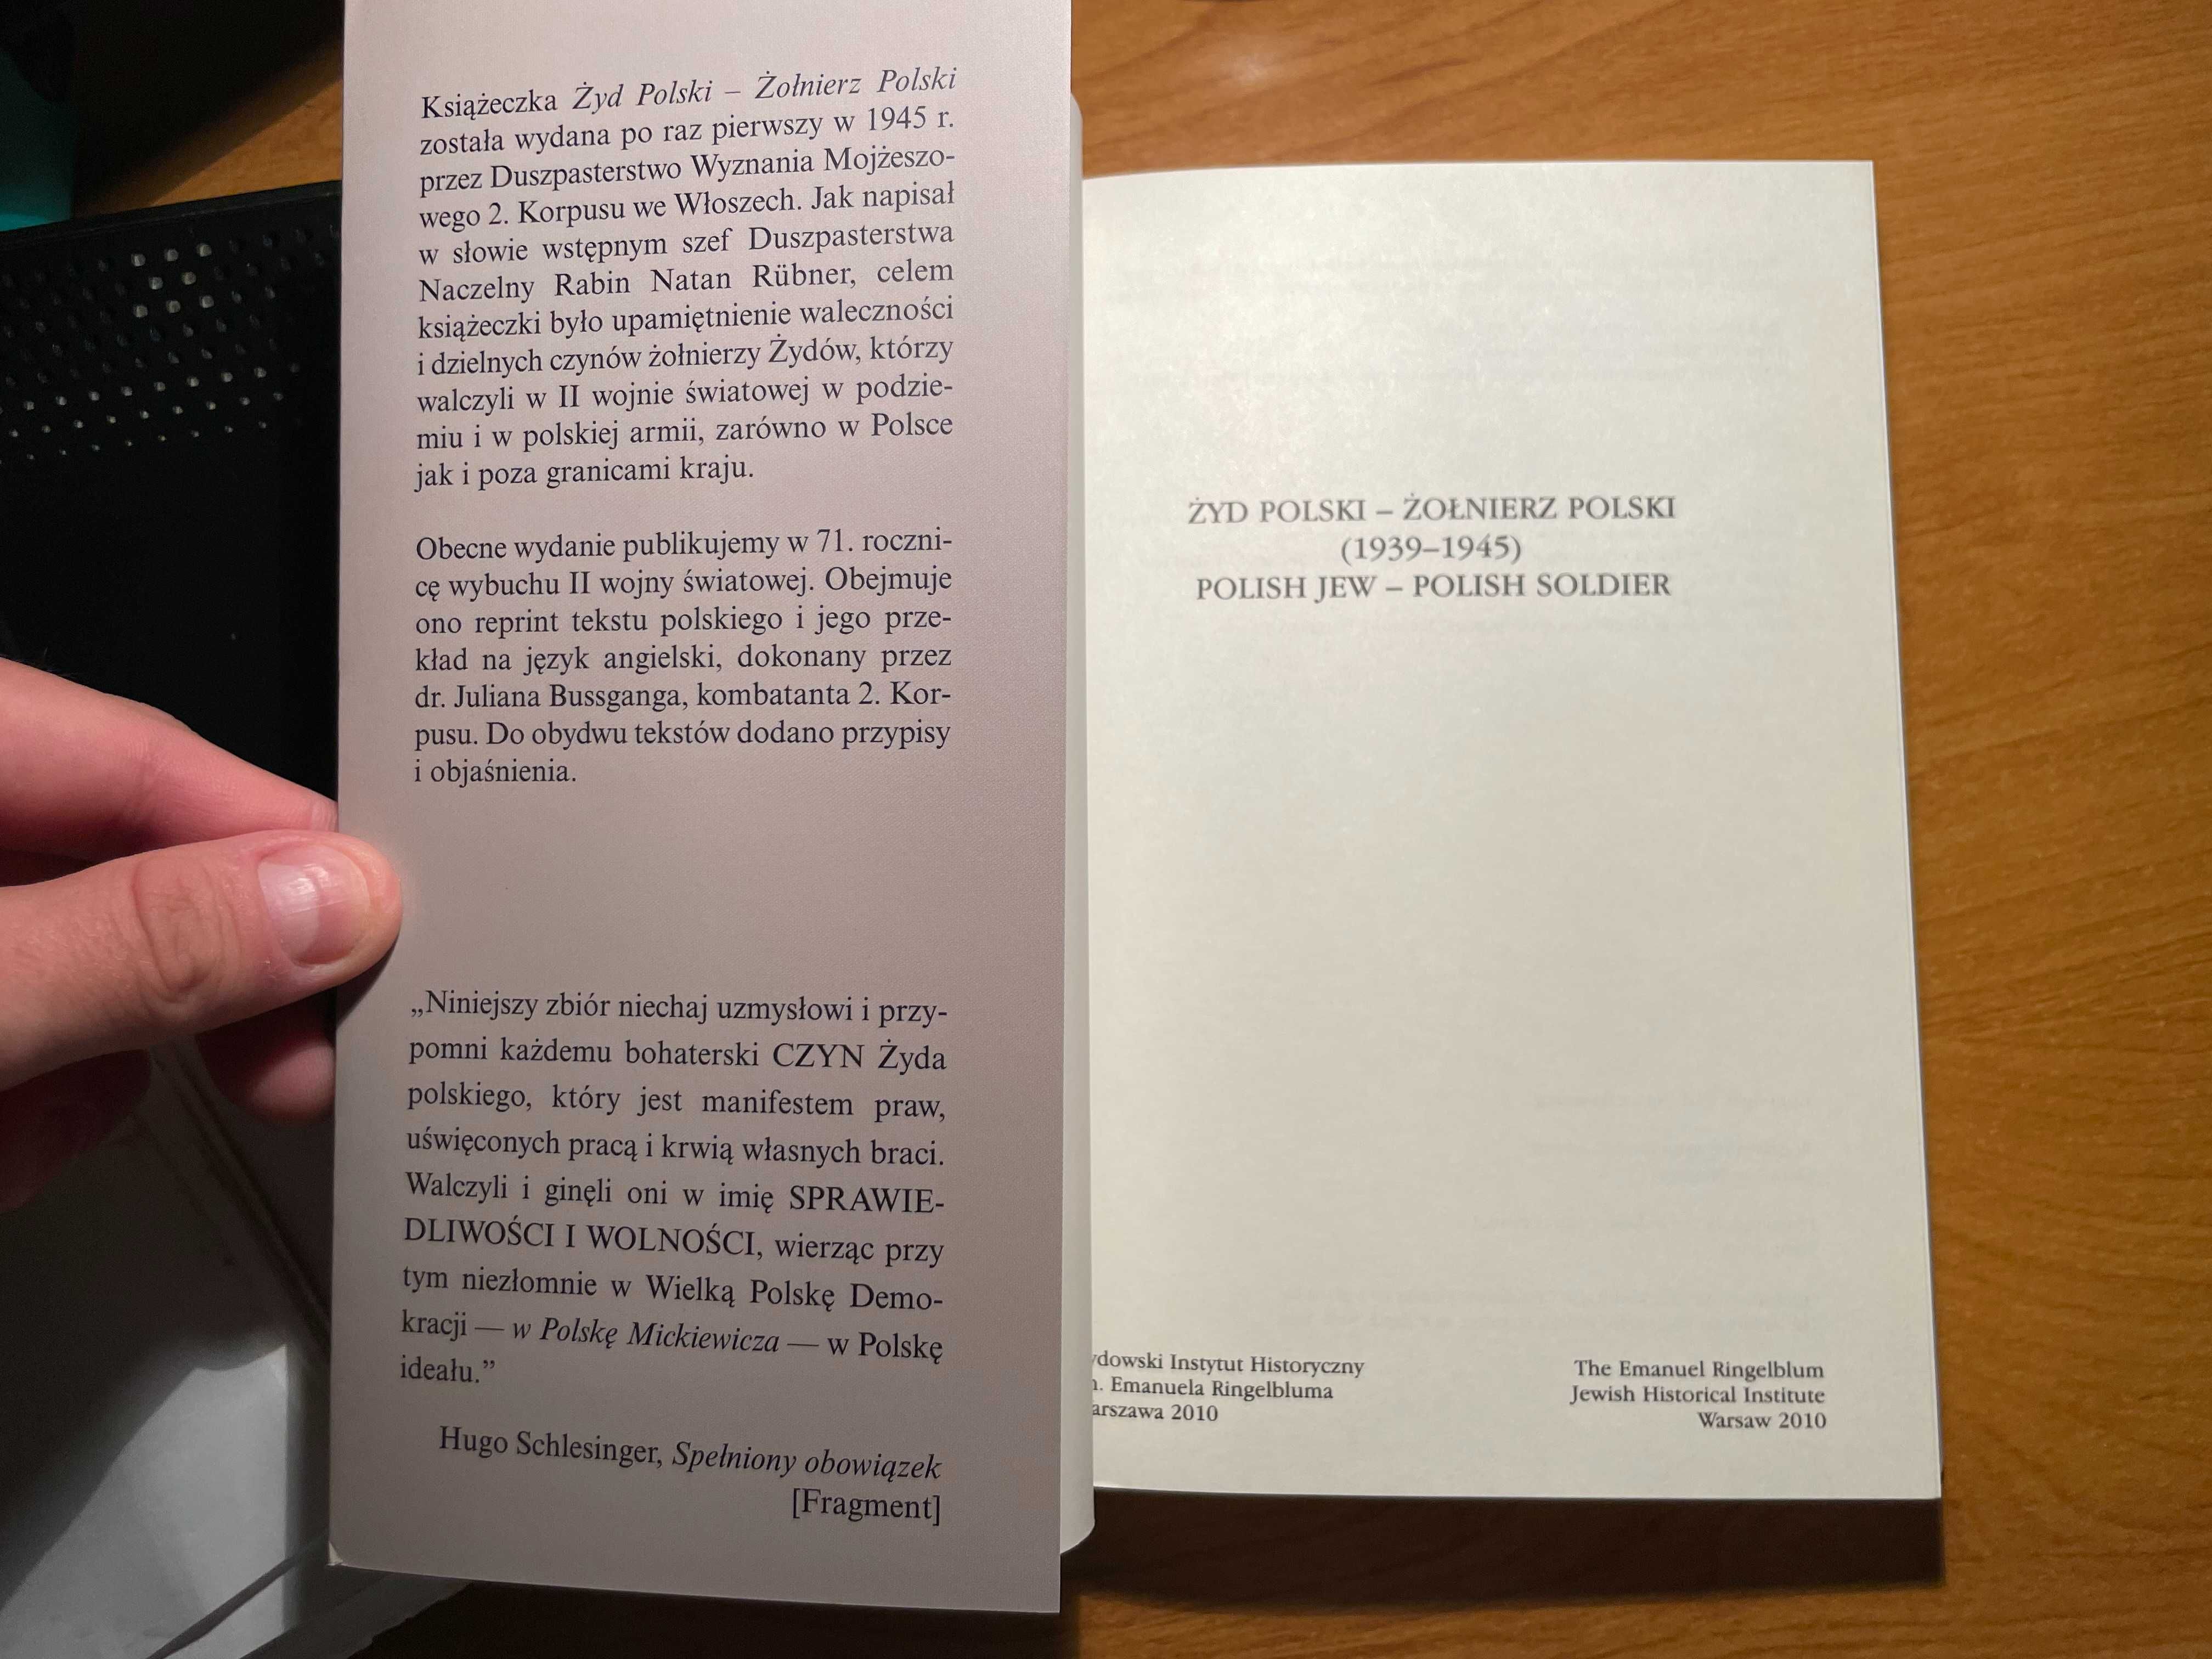 Książeczka Żyd Polski – Żołnierz Polski
została wydana po raz pierwszy w 1945 r.
przez Duszpasterstwo Wyznania Mojżeszo-
wego 2. Korpusu we Włoszech. Jak napisał
w słowie wstępnym szef Duszpasterstwa
Naczelny Rabin Natan Rübner, celem
książeczki było upamiętnienie waleczności
i dzielnych czynów żołnierzy Żydów, którzy
walczyli w II wojnie światowej w podzie-
miu i w polskiej armii, zarówno w Polsce
jak i poza granicami kraju.
Obecne wydanie publikujemy w 71. roczni-
cę wybuchu II wojny światowej. Obejmuje
ono reprint tekstu polskiego i jego prze-
kład na język angielski, dokonany przez
dr. Juliana Bussganga, kombatanta 2. Kor-
pusu. Do obydwu tekstów dodano przypisy
i objaśnienia.
„Niniejszy zbiór niechaj uzmysłowi i przy-
pomni każdemu bohaterski CZYN Żyda
polskiego, który jest manifestem praw,
uświęconych pracą i krwią własnych braci.
Walczyli i ginęli oni w imię SPRAWIE-
DLIWOŚCI I WOLNOŚCI, wierząc przy
tym niezłomnie w Wielką Polskę Demo-
kracji — w Polskę Mickiewicza — w Polskę
ideału.”
Hugo Schlesinger, Spełniony obowiązek
[Fragment]
ŻYD POLSKI – ŻOŁNIERZ POLSKI
(1939–1945)
POLISH JEW – POLISH SOLDIER
ydowski Instytut Historyczny
. Emanuela Ringelbluma
arszawa 2010
The Emanuel Ringelblum
Jewish Historical Institute
Warsaw 2010